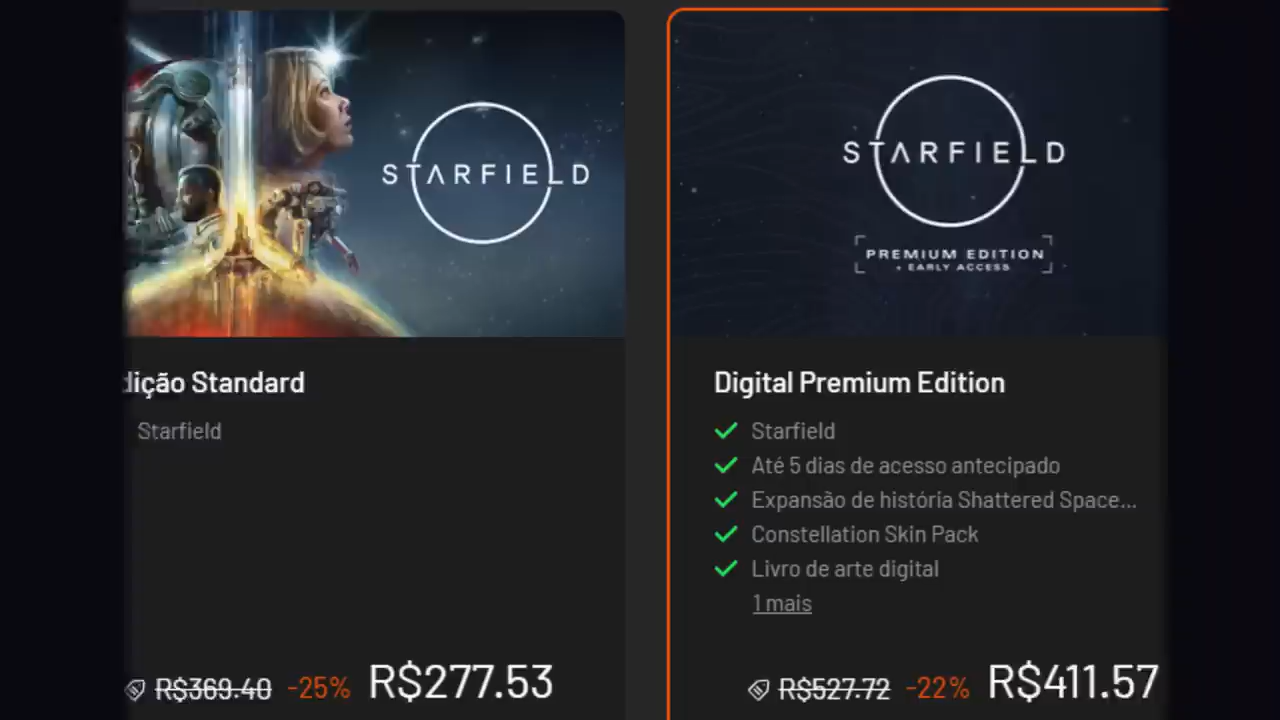 STARFIELD
dição Standard
Starfield
R$369.40 -25% R$277.53
STARFIELD
PREMIUM EDITION
+ EARLY ACCESS
Digital Premium Edition
Starfield
Até 5 dias de acesso antecipado
Expansão de história Shattered Space...
Constellation Skin Pack
Livro de arte digital
1 mais
R$527.72 -22% R$411.57